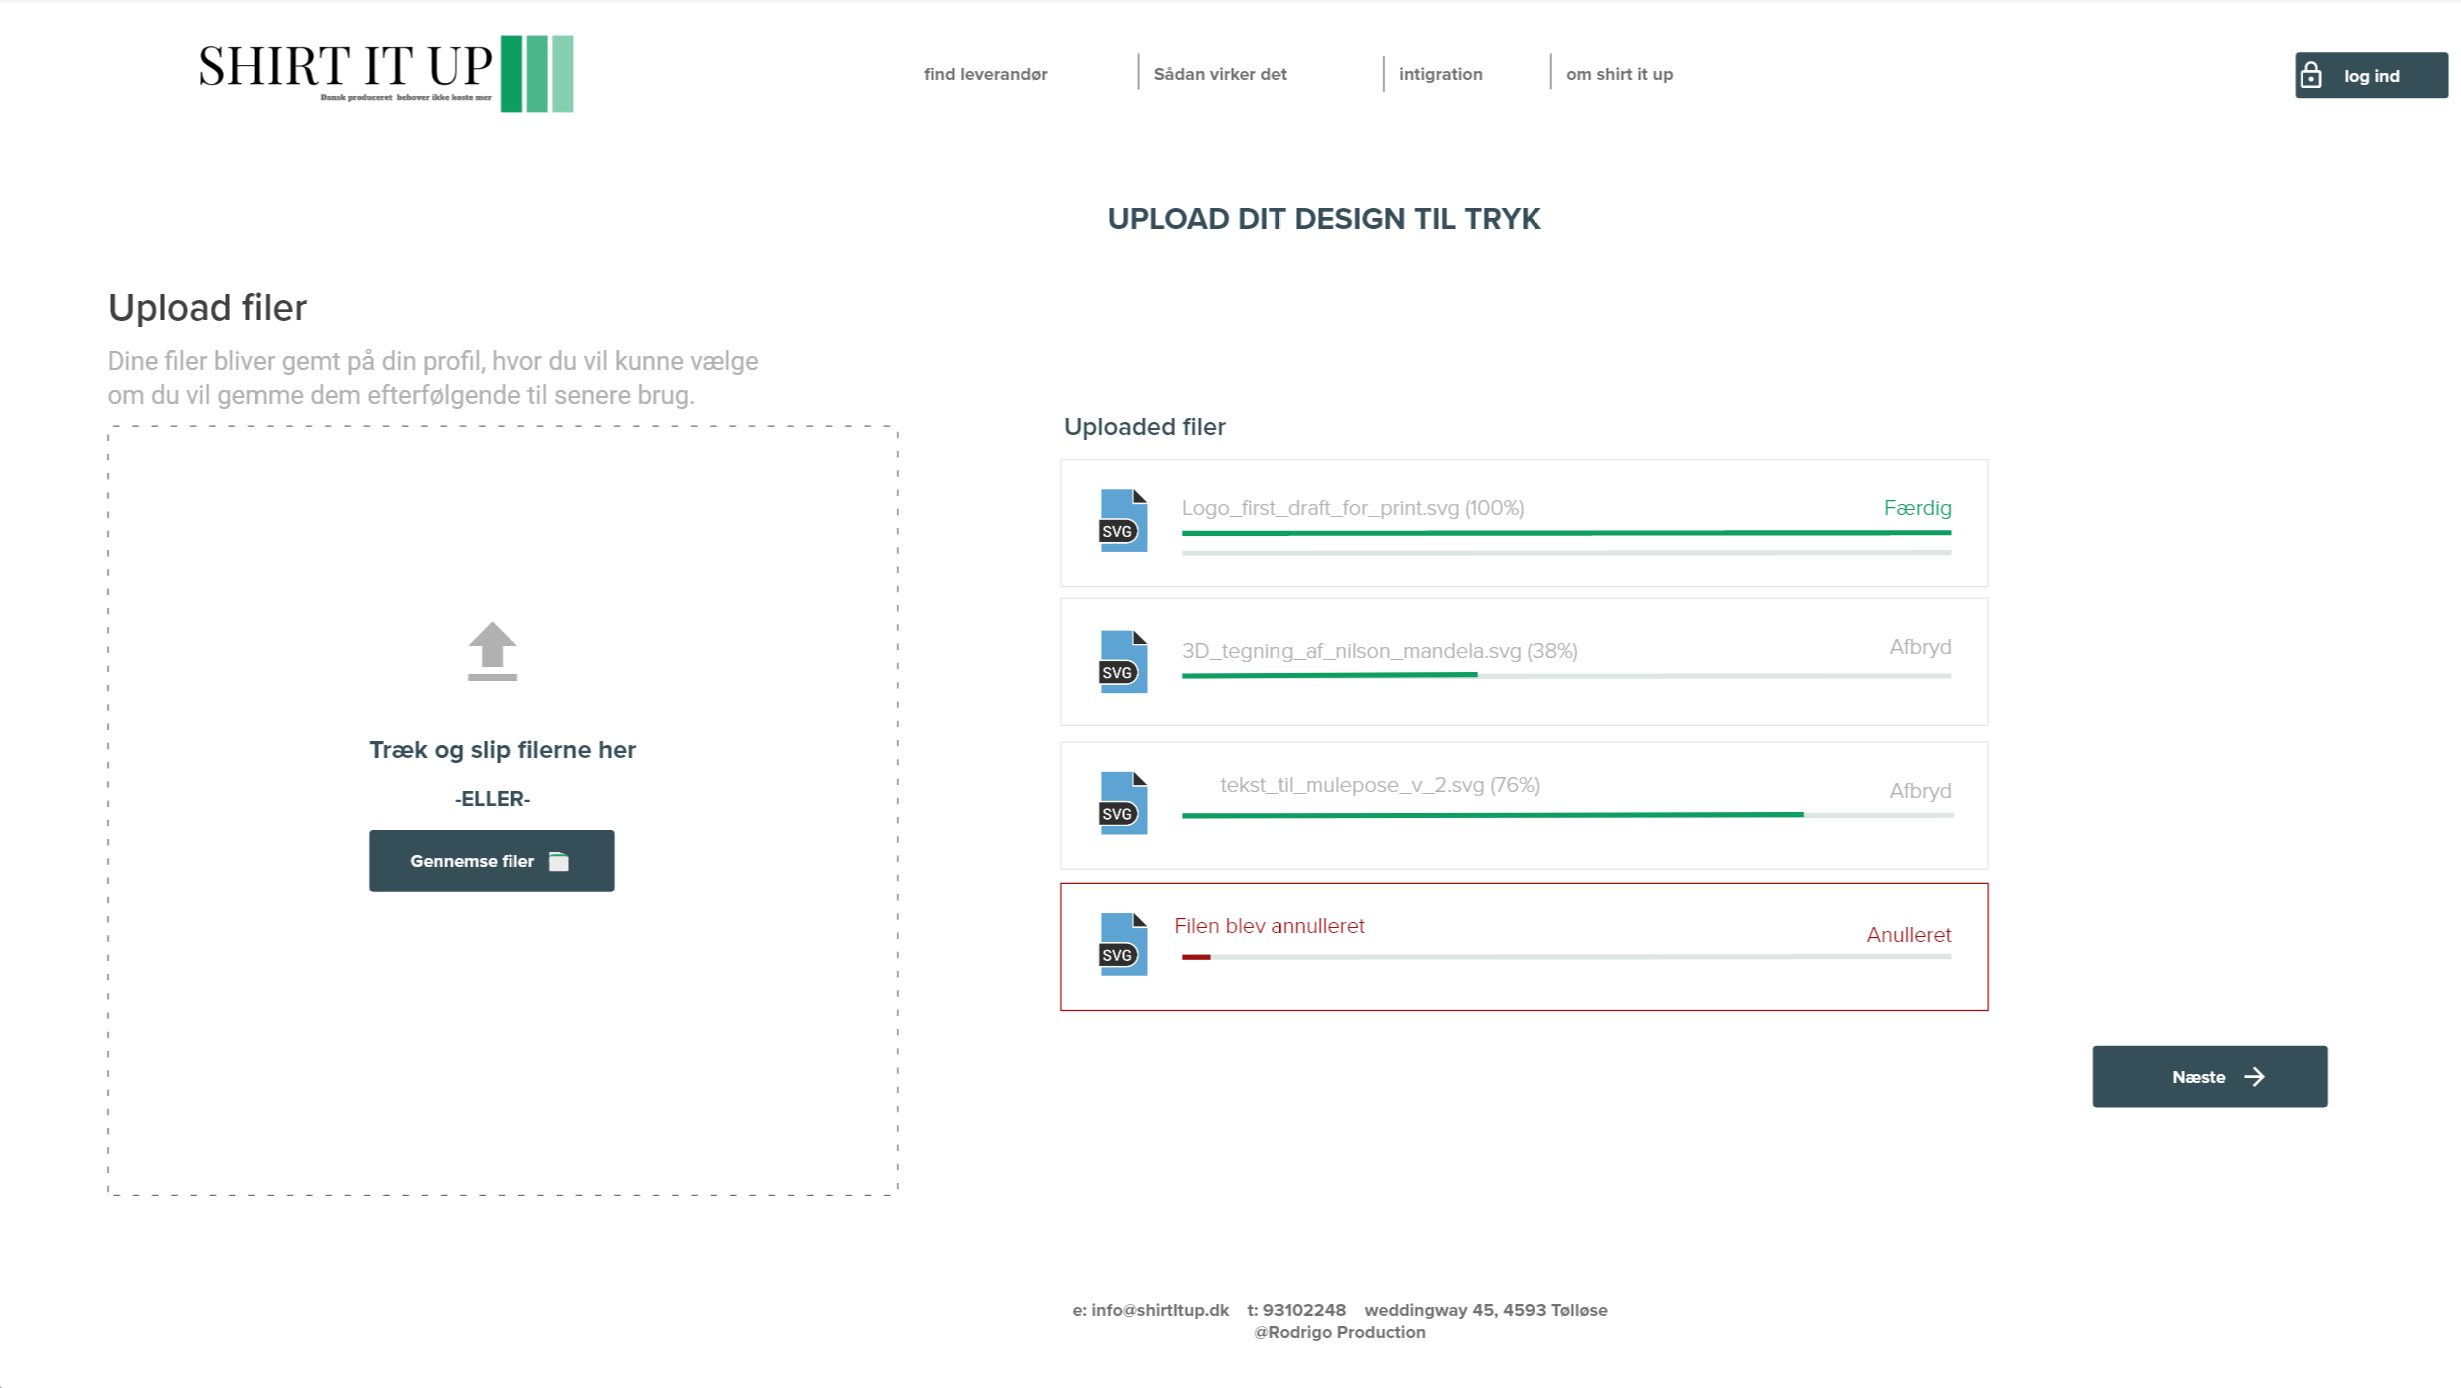 SHIRT IT UP
Dansk produceret behover ikke koste mer
find leverandør
Sådan virker det
intigration
om shirt it up
log ind
UPLOAD DIT DESIGN TIL TRYK
Upload filer
Dine filer bliver gemt på din profil, hvor du vil kunne vælge
om du vil gemme dem efterfølgende til senere brug.
Træk og slip filerne her
-ELLER-
Gennemse filer
Uploaded filer
SVG
Logo_first_draft_for_print.svg (100%)
Færdig
SVG
3D_tegning_af_nilson_mandela.svg (38%)
Afbryd
SVG
tekst_til_mulepose_v_2.svg (76%)
Afbryd
SVG
Filen blev annulleret
Anulleret
Næste
e: info@shirtItup.dk t: 93102248 weddingway 45, 4593 Tølløse
@Rodrigo Production